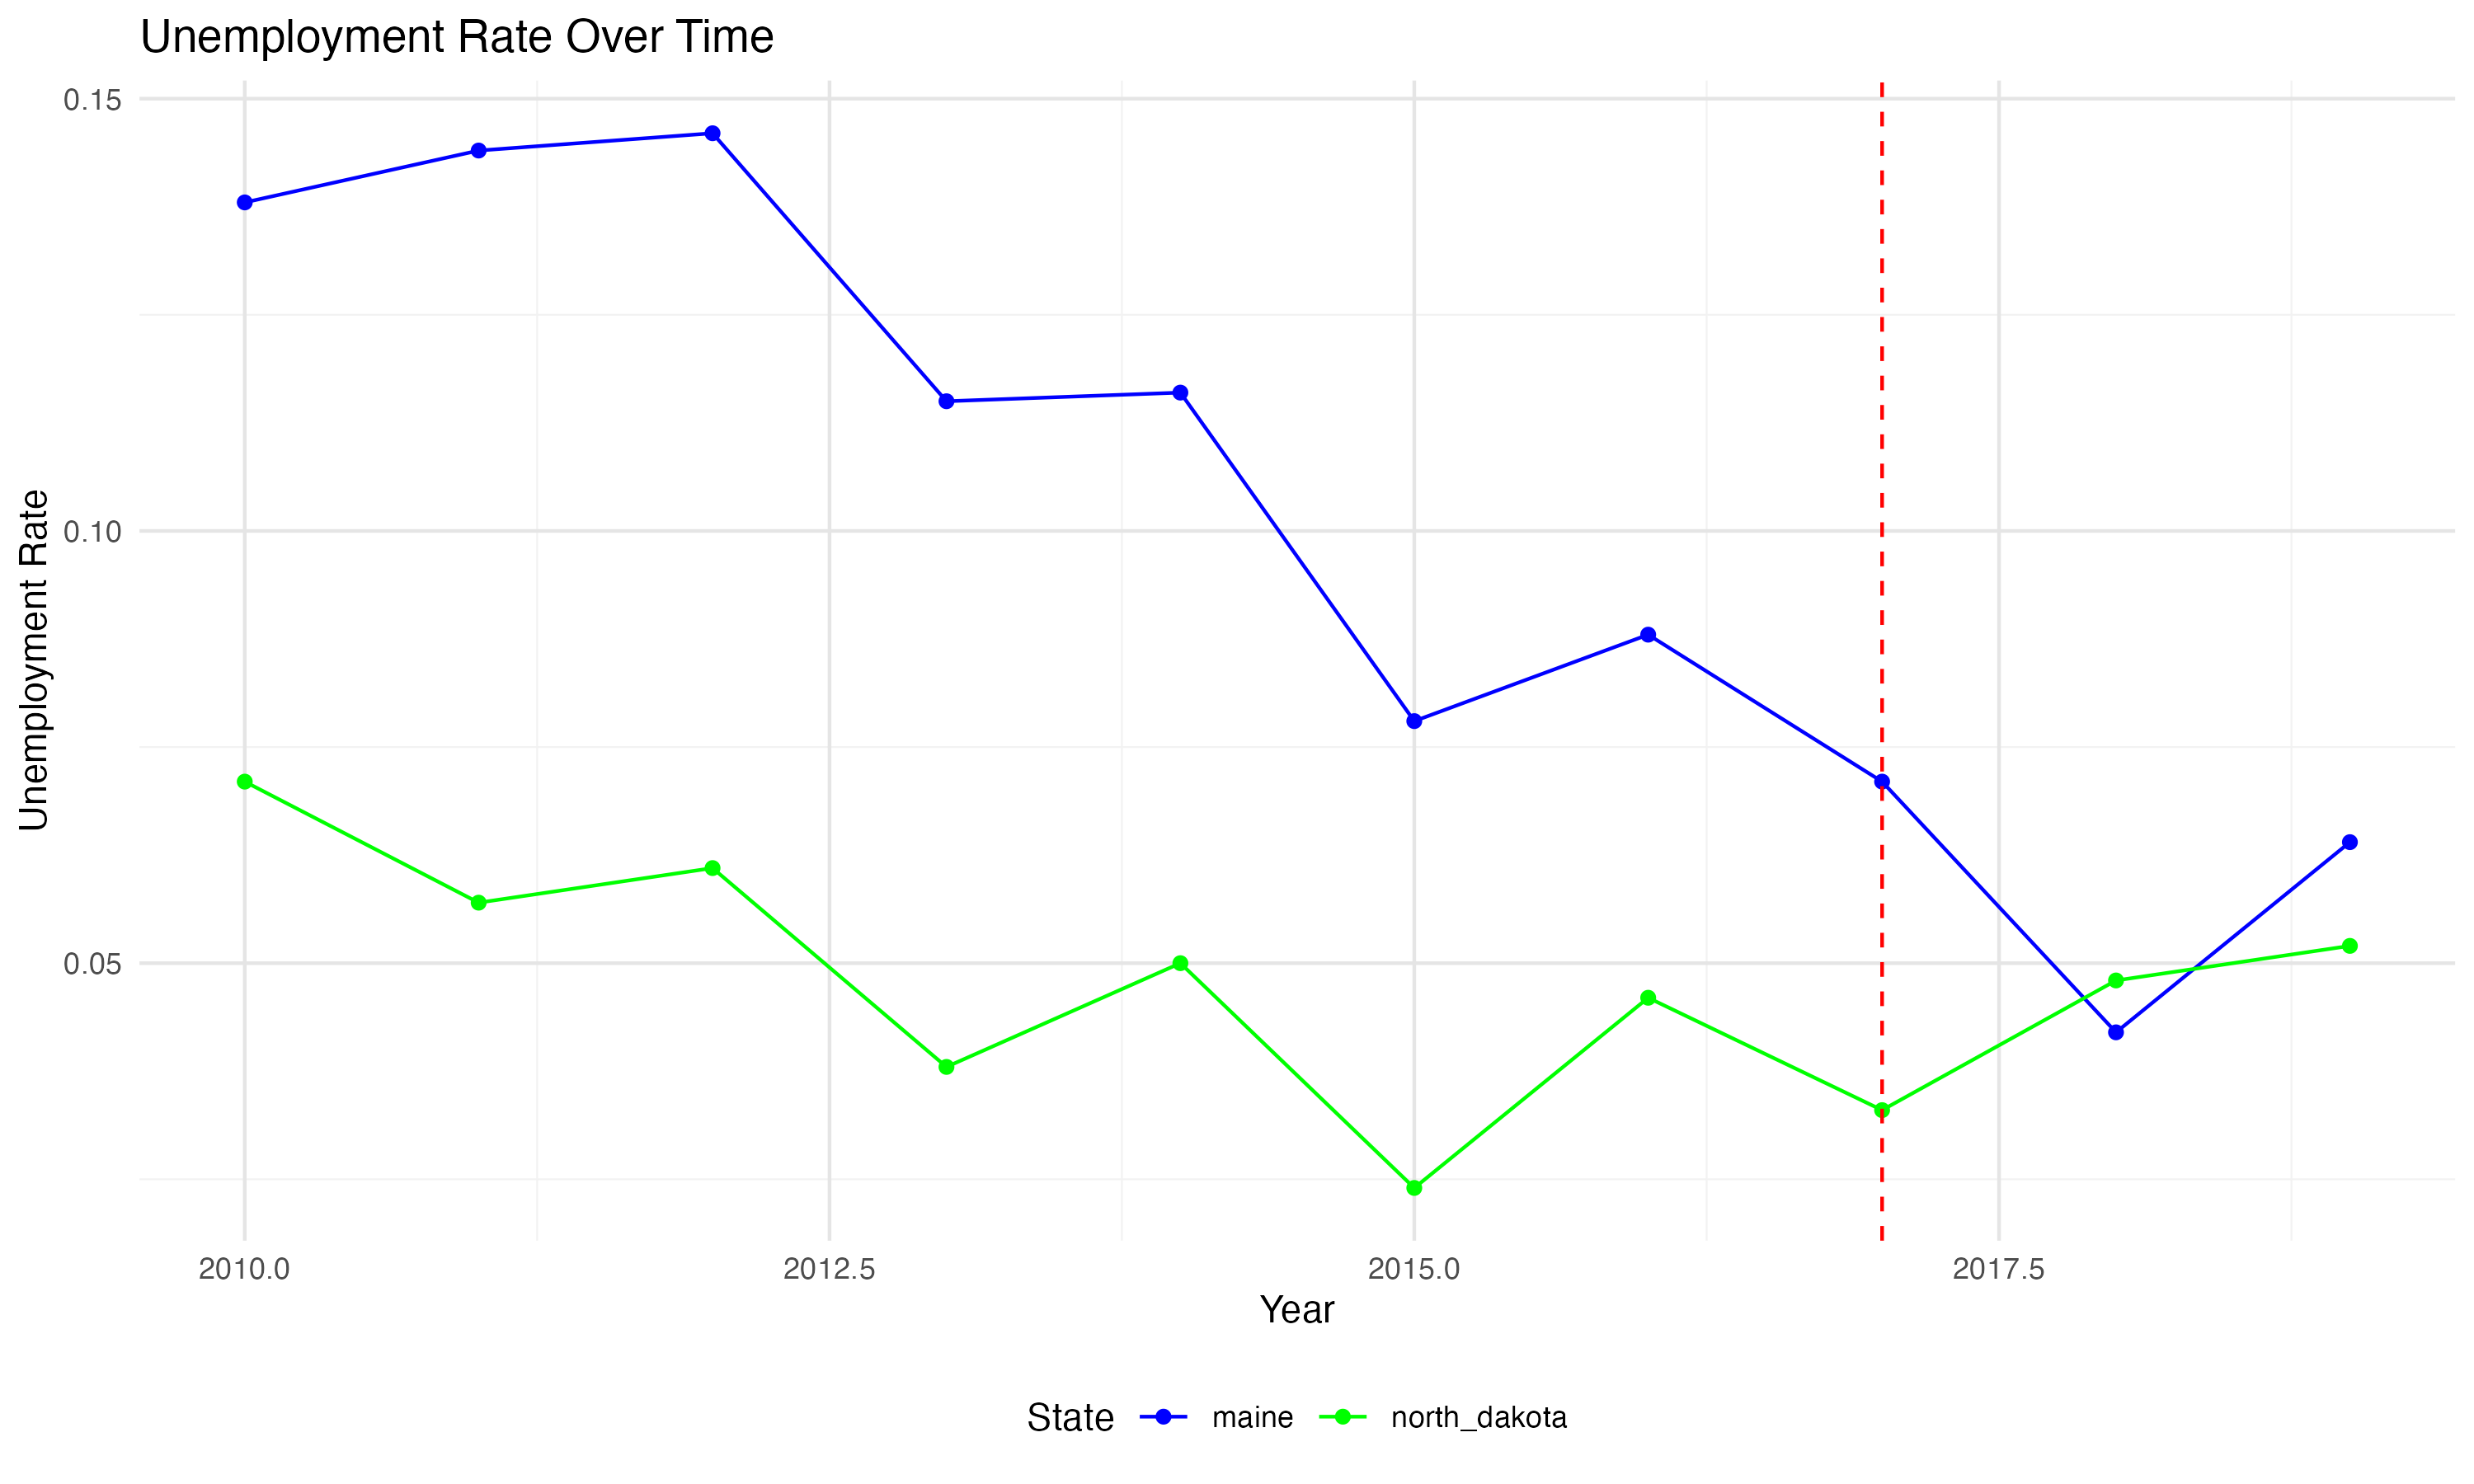 Unemployment Rate Over Time
Unemployment Rate
0.15
0.10
0.05
2010.0 2012.5 2015.0 2017.5
Year
State maine north_dakota